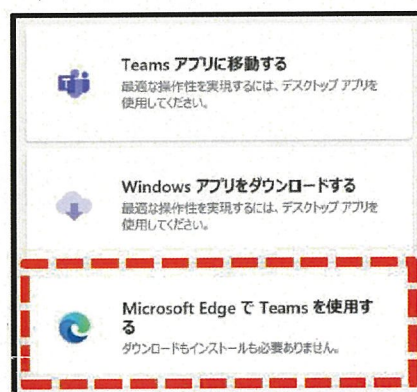 Teams アプリに移動する
最適な操作性を実現するには、デスクトップ アプリを
使用してください。
Windows アプリをダウンロードする
最適な操作性を実現するには、デスクトップ アプリを
使用してください。
Microsoft Edge で Teams を使用す
る
ダウンロードもインストールも必要ありません。